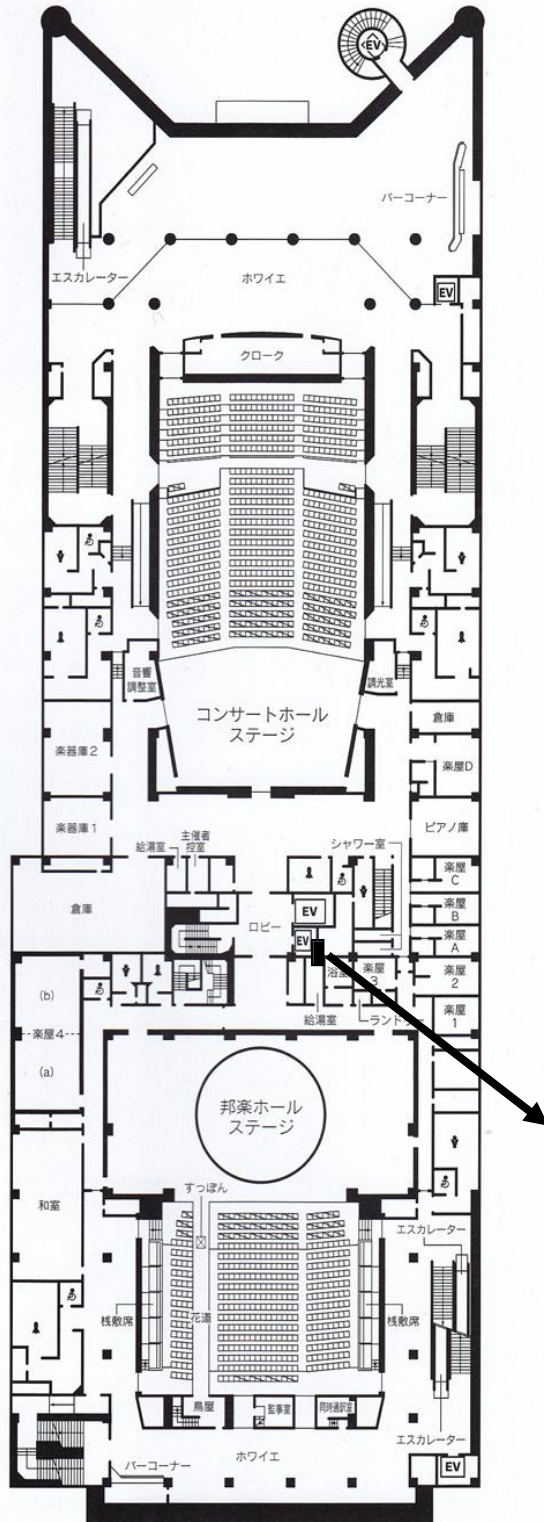 EV
バーコーナー
エスカレーター
ホワイエ
EV
クローク
音響
調整室
調光室
コンサートホール
ステージ
倉庫
楽屋D
楽器庫2
楽器庫1
ピアノ庫
主催者
控室
給湯室
シャワー室
楽屋
C
倉庫
ロビー
EV
楽屋
B
EV
楽屋
A
浴室
楽屋
3
楽屋
2
(b)
楽屋4
(a)
給湯室
ランドリー
楽屋
1
邦楽ホール
ステージ
すっぽん
和室
エスカレーター
桟敷席
花道
桟敷席
鳥屋
監事室
同時通訳室
エスカレーター
ホワイエ
バーコーナー
EV